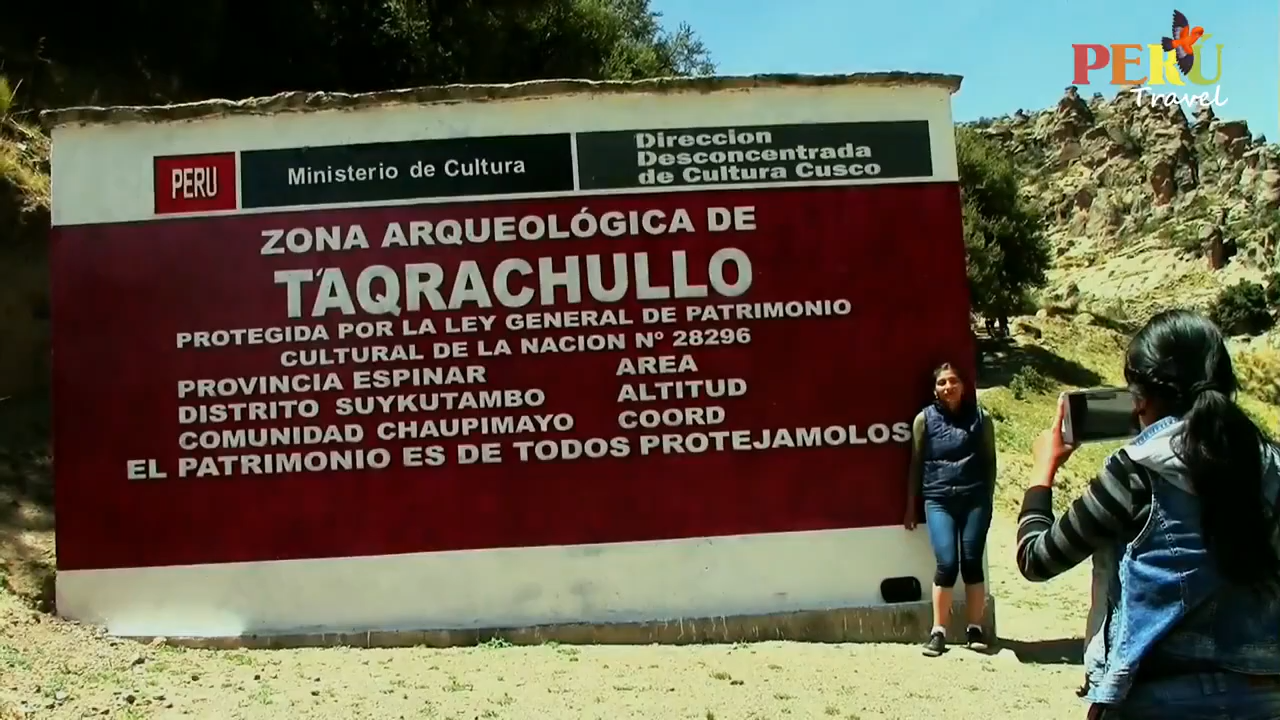 PERÚ
Travel
PERU
Ministerio de Cultura
Direccion
Desconcentrada
de Cultura Cusco
ZONA ARQUEOLÓGICA DE
T'AQRACHULLO
PROTEGIDA POR LA LEY GENERAL DE PATRIMONIO
CULTURAL DE LA NACION Nº 28296
PROVINCIA ESPINAR AREA
DISTRITO SUYKUTAMBO ALTITUD
COMUNIDAD CHAUPIMAYO COORD
EL PATRIMONIO ES DE TODOS PROTEJAMOLOS